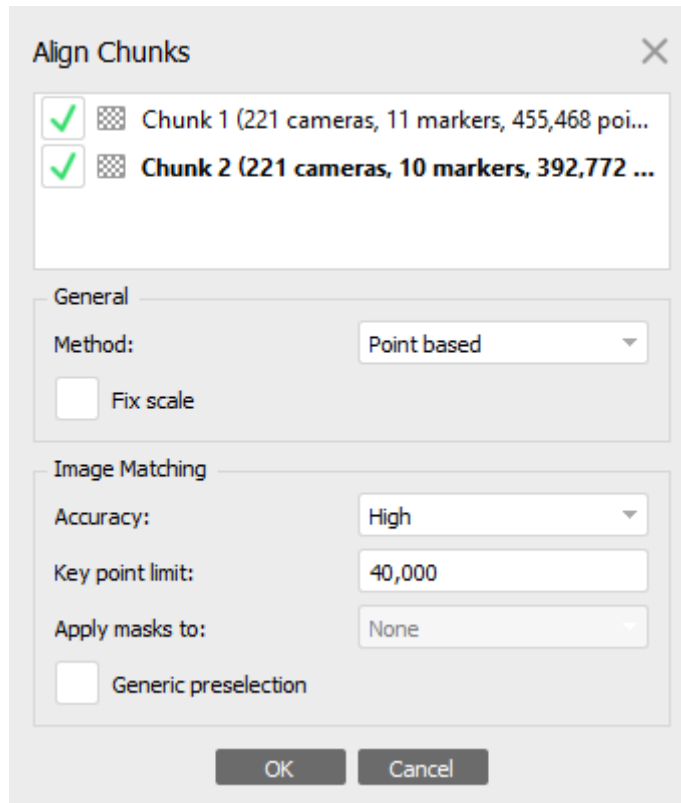 Align Chunks
Chunk 1 (221 cameras, 11 markers, 455,468 poi...
Chunk 2 (221 cameras, 10 markers, 392,772 ...
General
Method: Point based
Fix scale
Image Matching
Accuracy: High
Key point limit: 40,000
Apply masks to: None
Generic preselection
OK Cancel